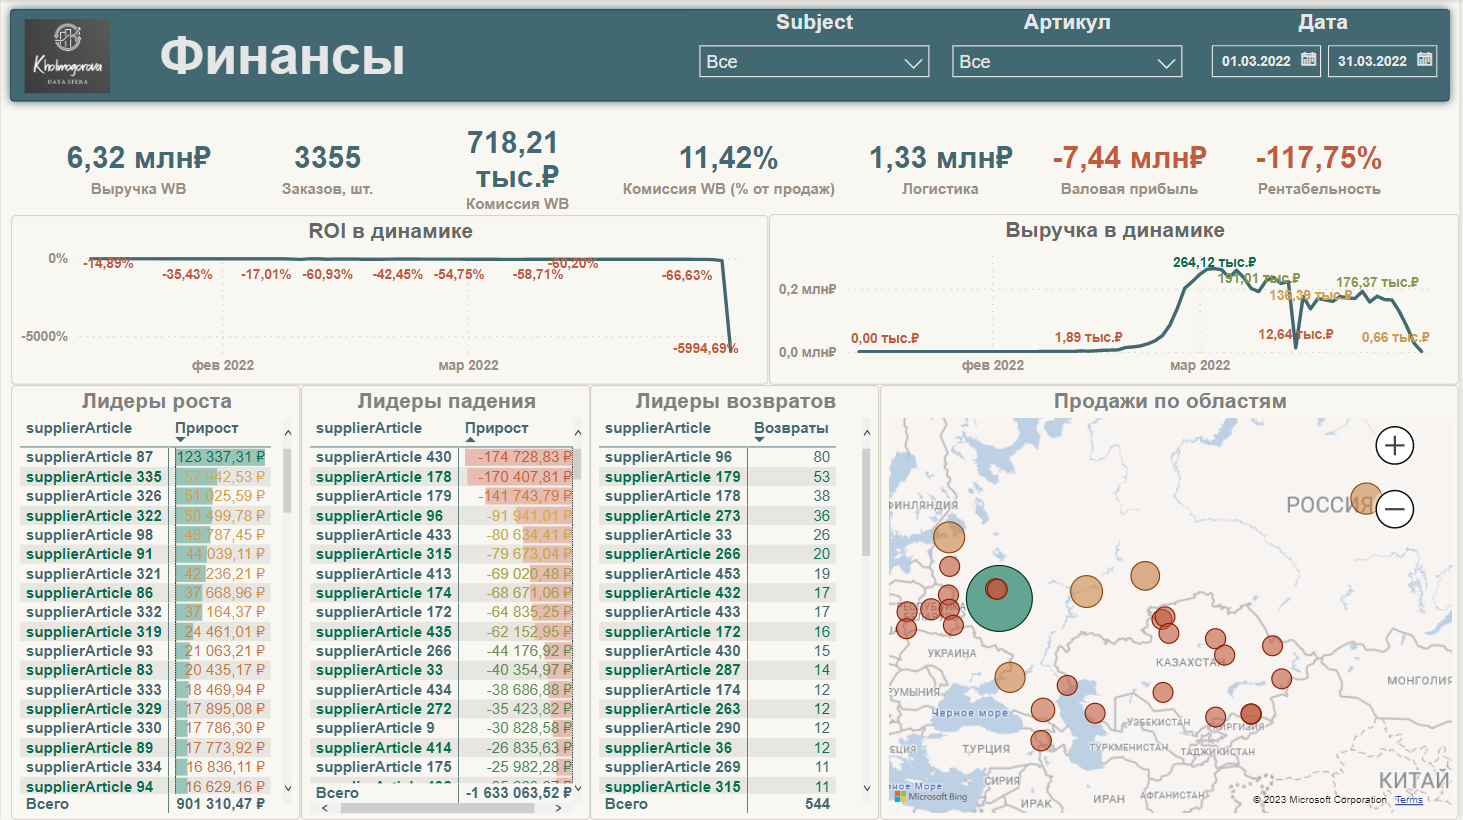 Kholmogorova
DATA SFERA
Финансы
Subject
Все
Артикул
Все
Дата
01.03.2022
31.03.2022
6,32 млн₽
Выручка WB
3355
Заказов, шт.
718,21
тыс.₽
Комиссия WB
11,42%
Комиссия WB (% от продаж)
1,33 млн₽
Логистика
-7,44 млн₽
Валовая прибыль
-117,75%
Рентабельность
ROI в динамике
0%
-5000%
-14,89%
-35,43%
-17,01%
-60,93%
-42,45%
-54,75%
-58,71%
-60,20%
-66,63%
-5994,69%
фев 2022
мар 2022
Выручка в динамике
0,2 млн₽
0,0 млн₽
0,00 тыс.₽
1,89 тыс.₽
264,12 тыс.₽
191,01 тыс.₽
136,39 тыс.₽
12,64 тыс.₽
176,37 тыс.₽
0,66 тыс.₽
фев 2022
мар 2022
Лидеры роста
supplierArticle Прирост
supplierArticle 87 123 337,31 ₽
supplierArticle 335 57 942,53 ₽
supplierArticle 326 51 025,59 ₽
supplierArticle 322 50 499,78 ₽
supplierArticle 98 48 787,45 ₽
supplierArticle 91 44 039,11 ₽
supplierArticle 321 42 236,21 ₽
supplierArticle 86 37 668,96 ₽
supplierArticle 332 37 164,37 ₽
supplierArticle 319 24 461,01 ₽
supplierArticle 93 21 063,21 ₽
supplierArticle 83 20 435,17 ₽
supplierArticle 333 18 469,94 ₽
supplierArticle 329 17 895,08 ₽
supplierArticle 330 17 786,30 ₽
supplierArticle 89 17 773,92 ₽
supplierArticle 334 16 836,11 ₽
supplierArticle 94 16 629,16 ₽
Всего 901 310,47 ₽
Лидеры падения
supplierArticle Прирост
supplierArticle 430 -174 728,83 ₽
supplierArticle 178 -170 407,81 ₽
supplierArticle 179 -141 743,79 ₽
supplierArticle 96 -91 941,01 ₽
supplierArticle 433 -80 634,41 ₽
supplierArticle 315 -79 673,04 ₽
supplierArticle 413 -69 020,48 ₽
supplierArticle 174 -68 671,06 ₽
supplierArticle 172 -64 835,25 ₽
supplierArticle 435 -62 152,95 ₽
supplierArticle 266 -44 176,92 ₽
supplierArticle 33 -40 354,97 ₽
supplierArticle 434 -38 686,88 ₽
supplierArticle 272 -35 423,82 ₽
supplierArticle 9 -30 828,58 ₽
supplierArticle 414 -26 835,63 ₽
supplierArticle 175 -25 982,28 ₽
Всего -1 633 063,52 ₽
Лидеры возвратов
supplierArticle Возвраты
supplierArticle 96 80
supplierArticle 179 53
supplierArticle 178 38
supplierArticle 273 36
supplierArticle 33 26
supplierArticle 266 20
supplierArticle 453 19
supplierArticle 432 17
supplierArticle 433 17
supplierArticle 172 16
supplierArticle 430 15
supplierArticle 287 14
supplierArticle 174 12
supplierArticle 263 12
supplierArticle 290 12
supplierArticle 36 12
supplierArticle 269 11
supplierArticle 315 11
Всего 544
Продажи по областям
РОССИЯ
ФИНЛЯНДИЯ
УКРАИНА
КАЗАХСТАН
МОНГОЛИЯ
РУМЫНИЯ
Черное море
УЗБЕКИСТАН
КИРГИЗИЯ
ЕЦИЯ
ТУРЦИЯ
ТУРКМЕНИСТАН
ТАДЖИКИСТАН
СИРИЯ
КИТАЙ
ное Море
ИРАК
ИРАН
АФГАНИСТАН
Microsoft Bing
© 2023 Microsoft Corporation Terms